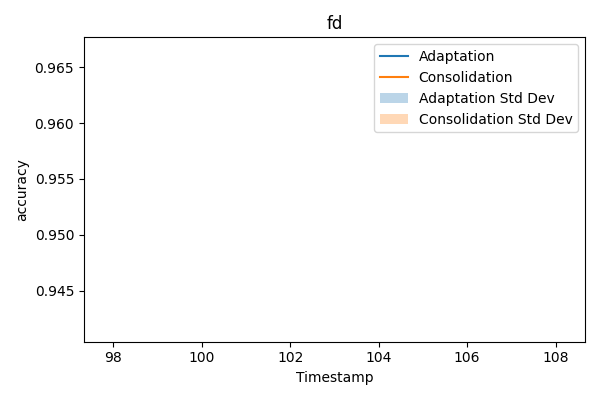 fd
Adaptation
Consolidation
Adaptation Std Dev
Consolidation Std Dev
0.965
0.960
0.955
0.950
0.945
accuracy
98 100 102 104 106 108
Timestamp